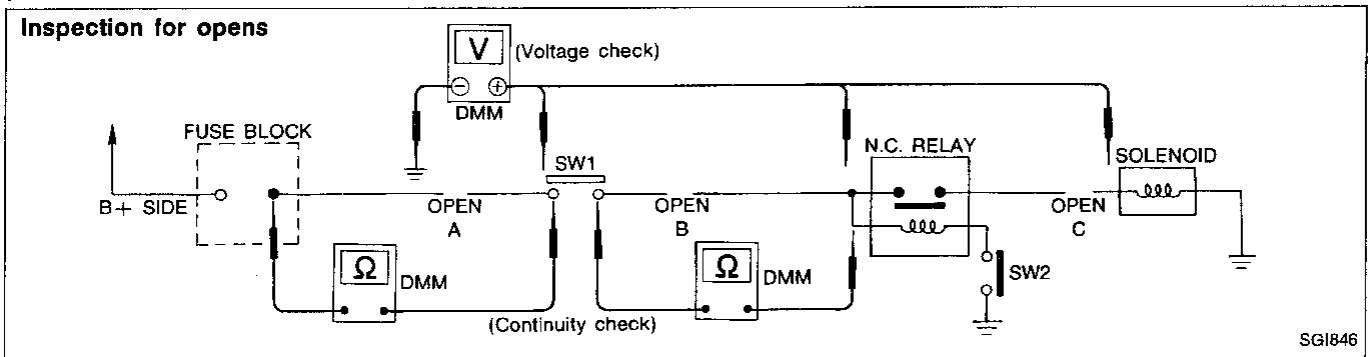 Inspection for opens
V
(Voltage check)
− +
DMM
FUSE BLOCK
N.C. RELAY
SOLENOID
SW1
B+ SIDE
OPEN
A
OPEN
B
OPEN
C
Ω
DMM
Ω
DMM
SW2
(Continuity check)
SGI846